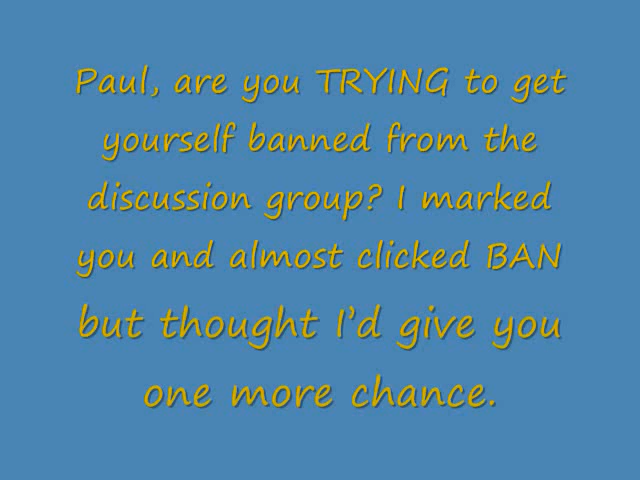 Paul, are you TRYING to get
yourself banned from the
discussion group? I marked
you and almost clicked BAN
but thought I’d give you
one more chance.